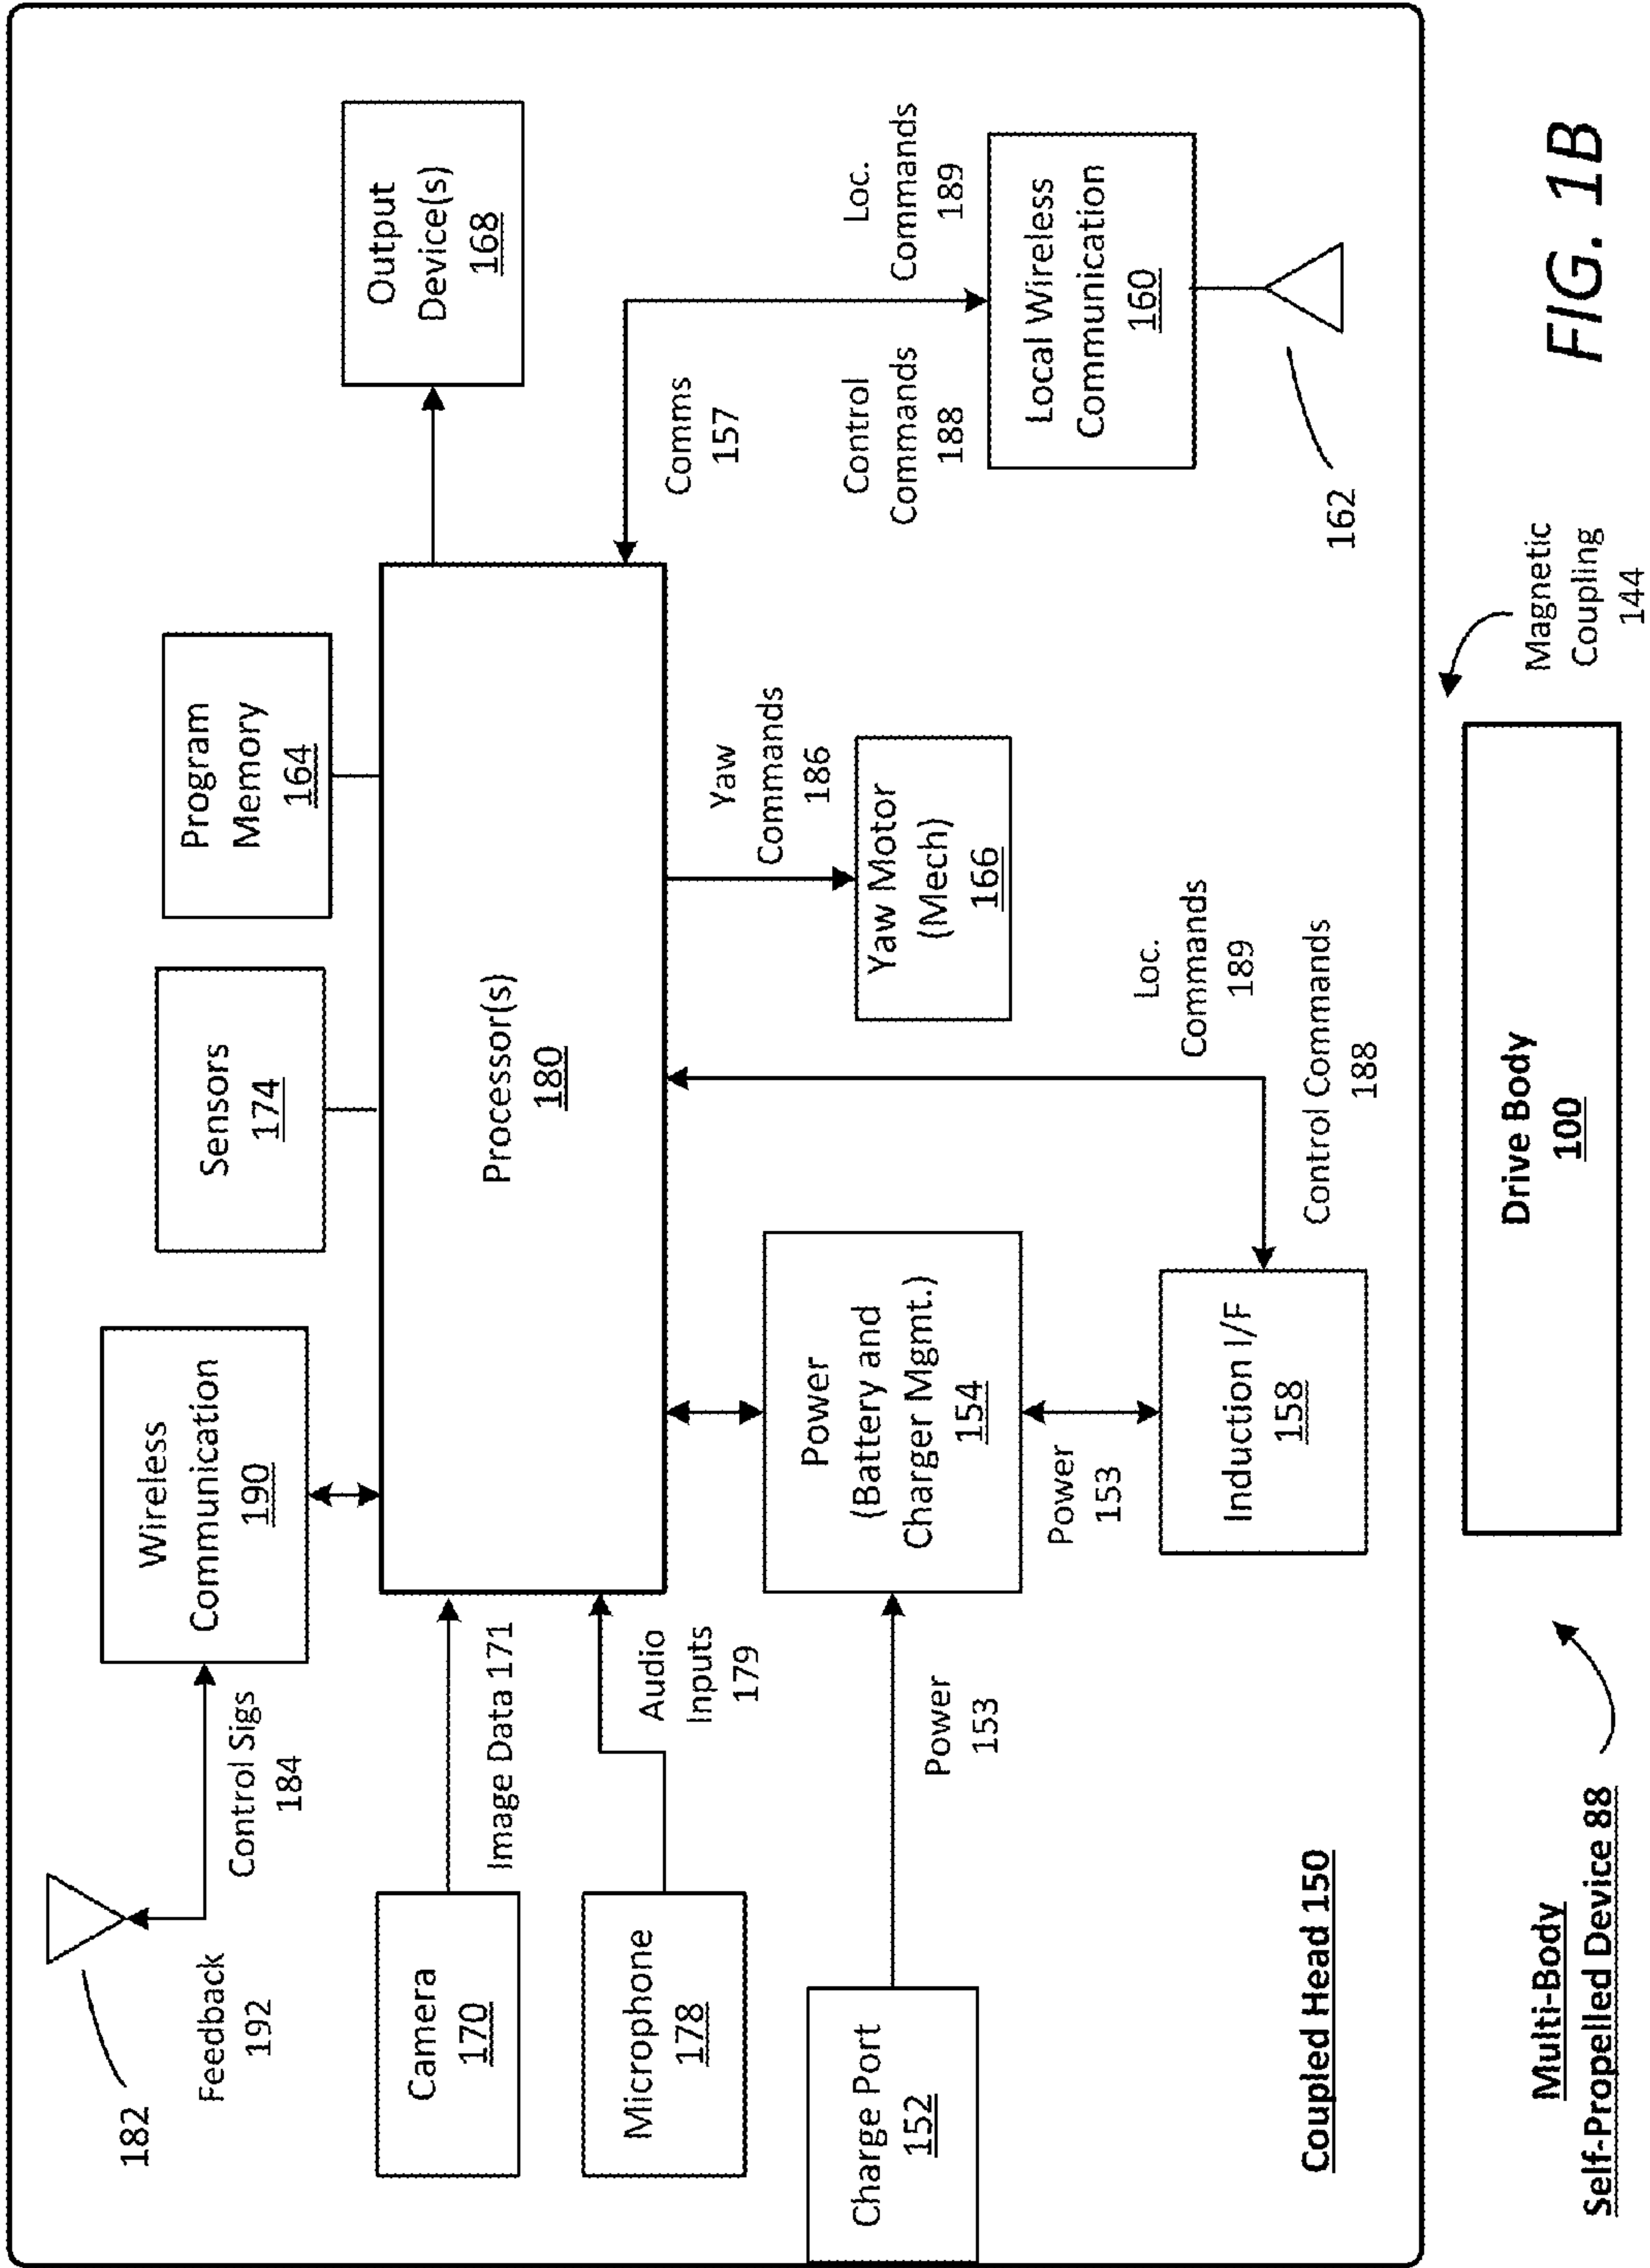 182
Feedback
192
Control Sigs
184
Wireless
Communication
190
Sensors
174
Program
Memory
164
Output
Device(s)
168
Camera
170
Image Data 171
Microphone
178
Audio
Inputs
179
Processor(s)
180
Comms
157
Charge Port
152
Power
153
Power
(Battery and
Charger Mgmt.)
154
Power
153
Induction I/F
158
Yaw
Commands
186
Yaw Motor
(Mech)
166
Loc.
Commands
189
Control Commands
188
Control
Commands
188
Loc.
Commands
189
Local Wireless
Communication
160
162
Coupled Head 150
Magnetic
Coupling
144
Drive Body
100
Multi-Body
Self-Propelled Device 88
FIG. 1B